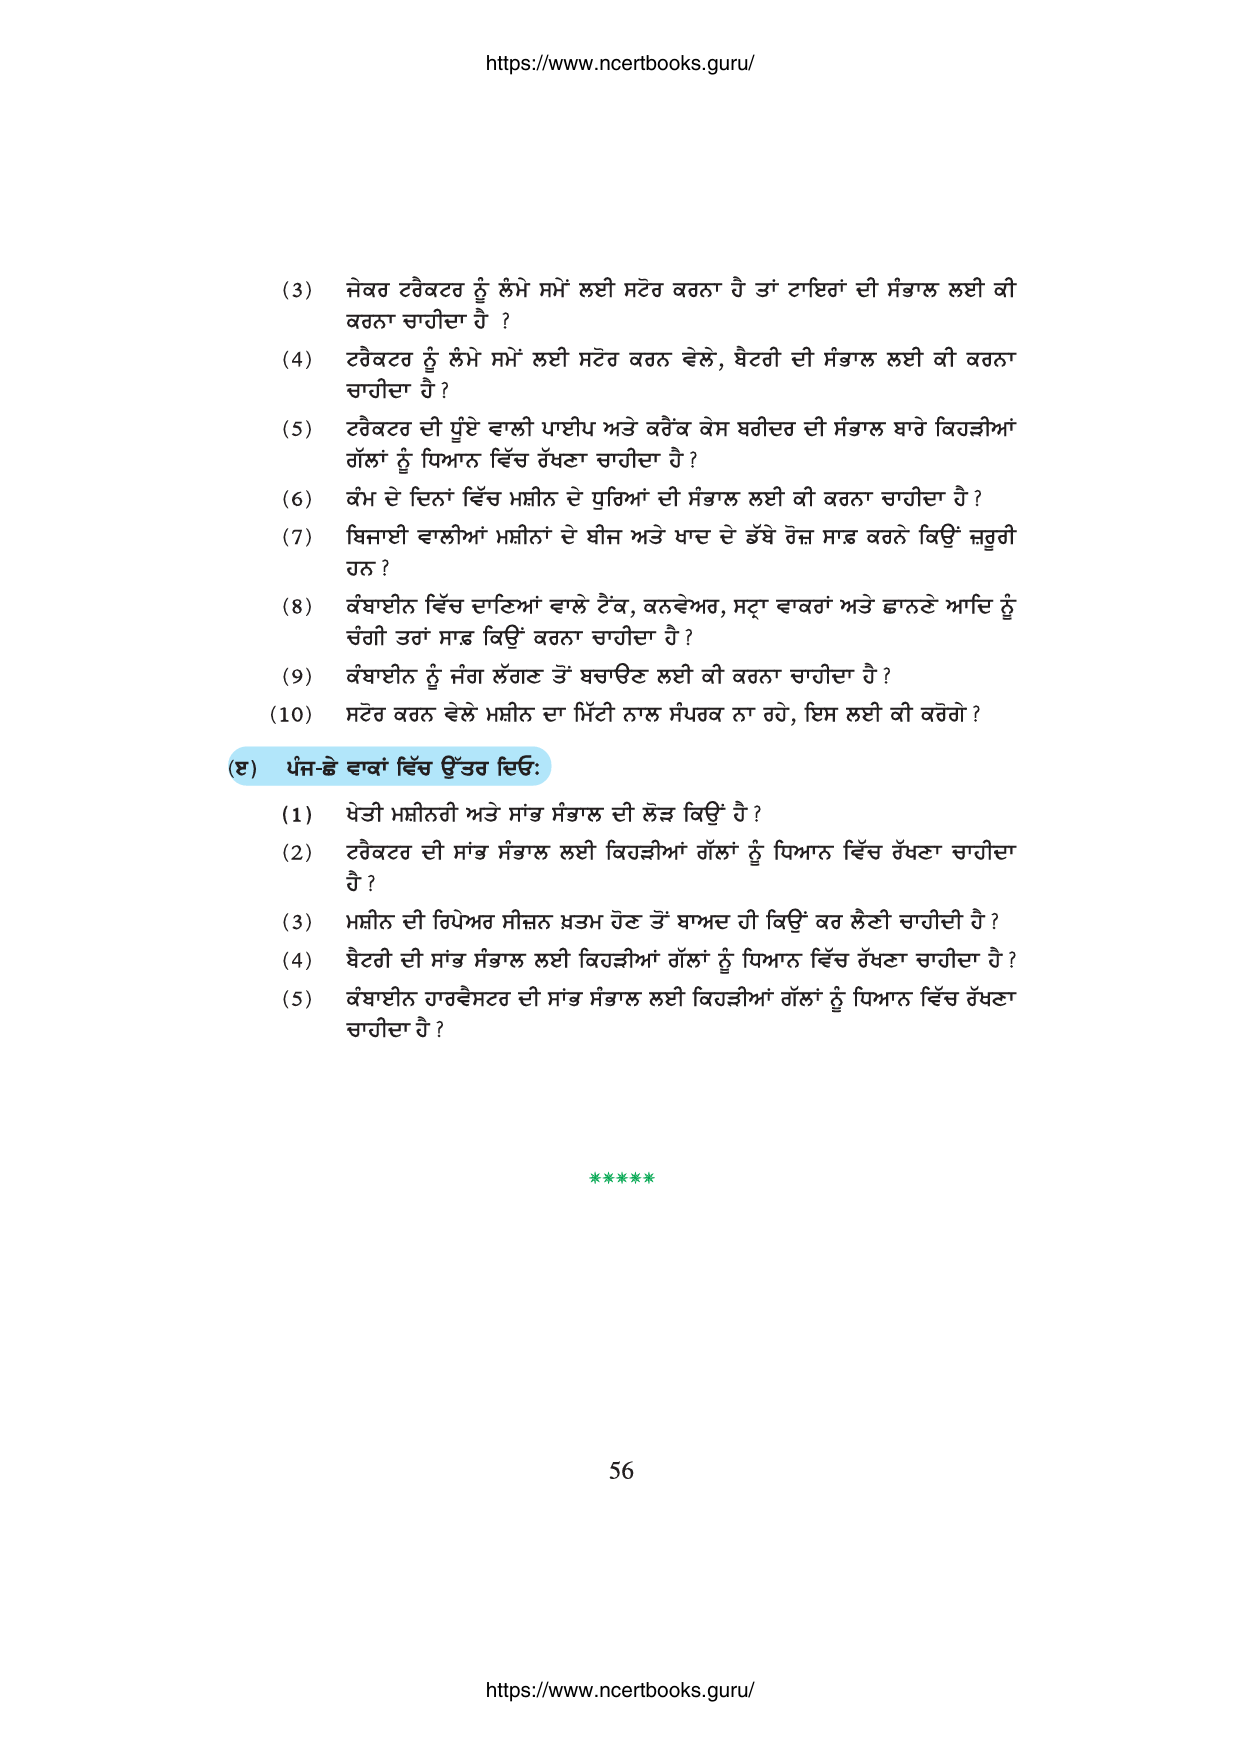 https://www.ncertbooks.guru/
(3) ਜੇਕਰ ਟਰੈਕਟਰ ਨੂੰ ਲੰਮੇ ਸਮੇਂ ਲਈ ਸਟੋਰ ਕਰਨਾ ਹੈ ਤਾਂ ਟਾਇਰਾਂ ਦੀ ਸੰਭਾਲ ਲਈ ਕੀ
ਕਰਨਾ ਚਾਹੀਦਾ ਹੈ ?
(4) ਟਰੈਕਟਰ ਨੂੰ ਲੰਮੇ ਸਮੇਂ ਲਈ ਸਟੋਰ ਕਰਨ ਵੇਲੇ, ਬੈਟਰੀ ਦੀ ਸੰਭਾਲ ਲਈ ਕੀ ਕਰਨਾ
ਚਾਹੀਦਾ ਹੈ ?
(5) ਟਰੈਕਟਰ ਦੀ ਧੂੰਏ ਵਾਲੀ ਪਾਈਪ ਅਤੇ ਕਰੈਂਕ ਕੇਸ ਬਰੀਦਰ ਦੀ ਸੰਭਾਲ ਬਾਰੇ ਕਿਹੜੀਆਂ
ਗੱਲਾਂ ਨੂੰ ਧਿਆਨ ਵਿੱਚ ਰੱਖਣਾ ਚਾਹੀਦਾ ਹੈ ?
(6) ਕੰਮ ਦੇ ਦਿਨਾਂ ਵਿੱਚ ਮਸ਼ੀਨ ਦੇ ਧੁਰਿਆਂ ਦੀ ਸੰਭਾਲ ਲਈ ਕੀ ਕਰਨਾ ਚਾਹੀਦਾ ਹੈ ?
(7) ਬਿਜਾਈ ਵਾਲੀਆਂ ਮਸ਼ੀਨਾਂ ਦੇ ਬੀਜ ਅਤੇ ਖਾਦ ਦੇ ਡੱਬੇ ਰੋਜ਼ ਸਾਫ਼ ਕਰਨੇ ਕਿਉਂ ਜ਼ਰੂਰੀ
ਹਨ ?
(8) ਕੰਬਾਈਨ ਵਿੱਚ ਦਾਣਿਆਂ ਵਾਲੇ ਟੈਂਕ, ਕਨਵੇਅਰ, ਸਟ੍ਰਾ ਵਾਕਰਾਂ ਅਤੇ ਛਾਨਣੇ ਆਦਿ ਨੂੰ
ਚੰਗੀ ਤਰਾਂ ਸਾਫ਼ ਕਿਉਂ ਕਰਨਾ ਚਾਹੀਦਾ ਹੈ ?
(9) ਕੰਬਾਈਨ ਨੂੰ ਜੰਗ ਲੱਗਣ ਤੋਂ ਬਚਾੳਣ ਲਈ ਕੀ ਕਰਨਾ ਚਾਹੀਦਾ ਹੈ ?
(10) ਸਟੋਰ ਕਰਨ ਵੇਲੇ ਮਸ਼ੀਨ ਦਾ ਮਿੱਟੀ ਨਾਲ ਸੰਪਰਕ ਨਾ ਰਹੇ, ਇਸ ਲਈ ਕੀ ਕਰੋਗੇ ?
(ੲ) ਪੰਜ-ਛੇ ਵਾਕਾਂ ਵਿੱਚ ਉੱਤਰ ਦਿਓ:
(1) ਖੇਤੀ ਮਸ਼ੀਨਰੀ ਅਤੇ ਸਾਂਭ ਸੰਭਾਲ ਦੀ ਲੋੜ ਕਿਉਂ ਹੈ ?
(2) ਟਰੈਕਟਰ ਦੀ ਸਾਂਭ ਸੰਭਾਲ ਲਈ ਕਿਹੜੀਆਂ ਗੱਲਾਂ ਨੂੰ ਧਿਆਨ ਵਿੱਚ ਰੱਖਣਾ ਚਾਹੀਦਾ
ਹੈ ?
(3) ਮਸ਼ੀਨ ਦੀ ਰਿਪੇਅਰ ਸੀਜ਼ਨ ਖ਼ਤਮ ਹੋਣ ਤੋਂ ਬਾਅਦ ਹੀ ਕਿਉਂ ਕਰ ਲੈਣੀ ਚਾਹੀਦੀ ਹੈ ?
(4) ਬੈਟਰੀ ਦੀ ਸਾਂਭ ਸੰਭਾਲ ਲਈ ਕਿਹੜੀਆਂ ਗੱਲਾਂ ਨੂੰ ਧਿਆਨ ਵਿੱਚ ਰੱਖਣਾ ਚਾਹੀਦਾ ਹੈ ?
(5) ਕੰਬਾਈਨ ਹਾਰਵੈਸਟਰ ਦੀ ਸਾਂਭ ਸੰਭਾਲ ਲਈ ਕਿਹੜੀਆਂ ਗੱਲਾਂ ਨੂੰ ਧਿਆਨ ਵਿੱਚ ਰੱਖਣਾ
ਚਾਹੀਦਾ ਹੈ ?
*****
56
https://www.ncertbooks.guru/